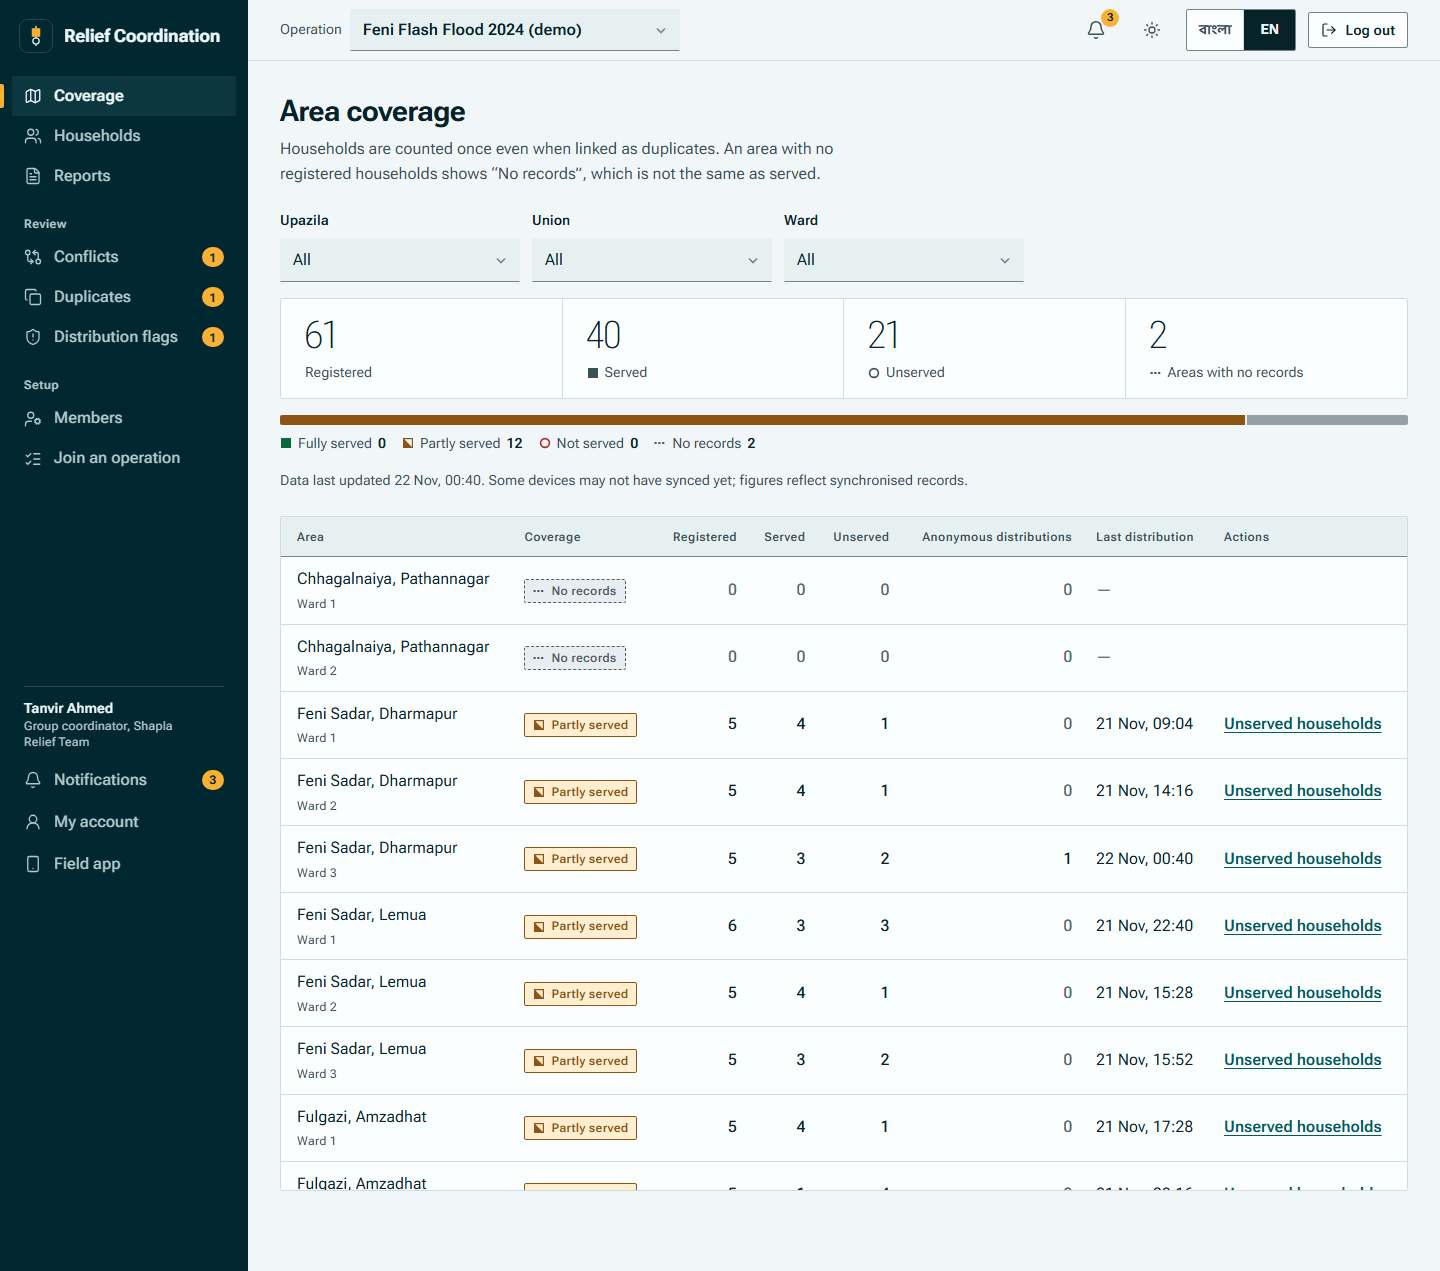 Relief Coordination
Operation
Feni Flash Flood 2024 (demo)
3
বাংলা
EN
Log out
Coverage
Households
Reports
Review
Conflicts 1
Duplicates 1
Distribution flags 1
Setup
Members
Join an operation
Tanvir Ahmed
Group coordinator, Shapla
Relief Team
Notifications 3
My account
Field app
Area coverage
Households are counted once even when linked as duplicates. An area with no
registered households shows “No records”, which is not the same as served.
Upazila Union Ward
All All All
61 40 21 2
Registered Served Unserved Areas with no records
Fully served 0 Partly served 12 Not served 0 No records 2
Data last updated 22 Nov, 00:40. Some devices may not have synced yet; figures reflect synchronised records.
Area Coverage Registered Served Unserved Anonymous distributions Last distribution Actions
Chhagalnaiya, Pathannagar
Ward 1
No records 0 0 0 0 —
Chhagalnaiya, Pathannagar
Ward 2
No records 0 0 0 0 —
Feni Sadar, Dharmapur
Ward 1
Partly served 5 4 1 0 21 Nov, 09:04 Unserved households
Feni Sadar, Dharmapur
Ward 2
Partly served 5 4 1 0 21 Nov, 14:16 Unserved households
Feni Sadar, Dharmapur
Ward 3
Partly served 5 3 2 1 22 Nov, 00:40 Unserved households
Feni Sadar, Lemua
Ward 1
Partly served 6 3 3 0 21 Nov, 22:40 Unserved households
Feni Sadar, Lemua
Ward 2
Partly served 5 4 1 0 21 Nov, 15:28 Unserved households
Feni Sadar, Lemua
Ward 3
Partly served 5 3 2 0 21 Nov, 15:52 Unserved households
Fulgazi, Amzadhat
Ward 1
Partly served 5 4 1 0 21 Nov, 17:28 Unserved households
Fulgazi, Amzadhat